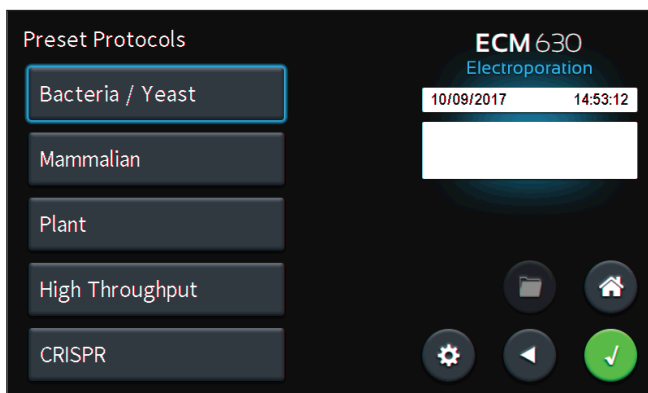 Preset Protocols
Bacteria / Yeast
Mammalian
Plant
High Throughput
CRISPR
ECM 630
Electroporation
10/09/2017 14:53:12